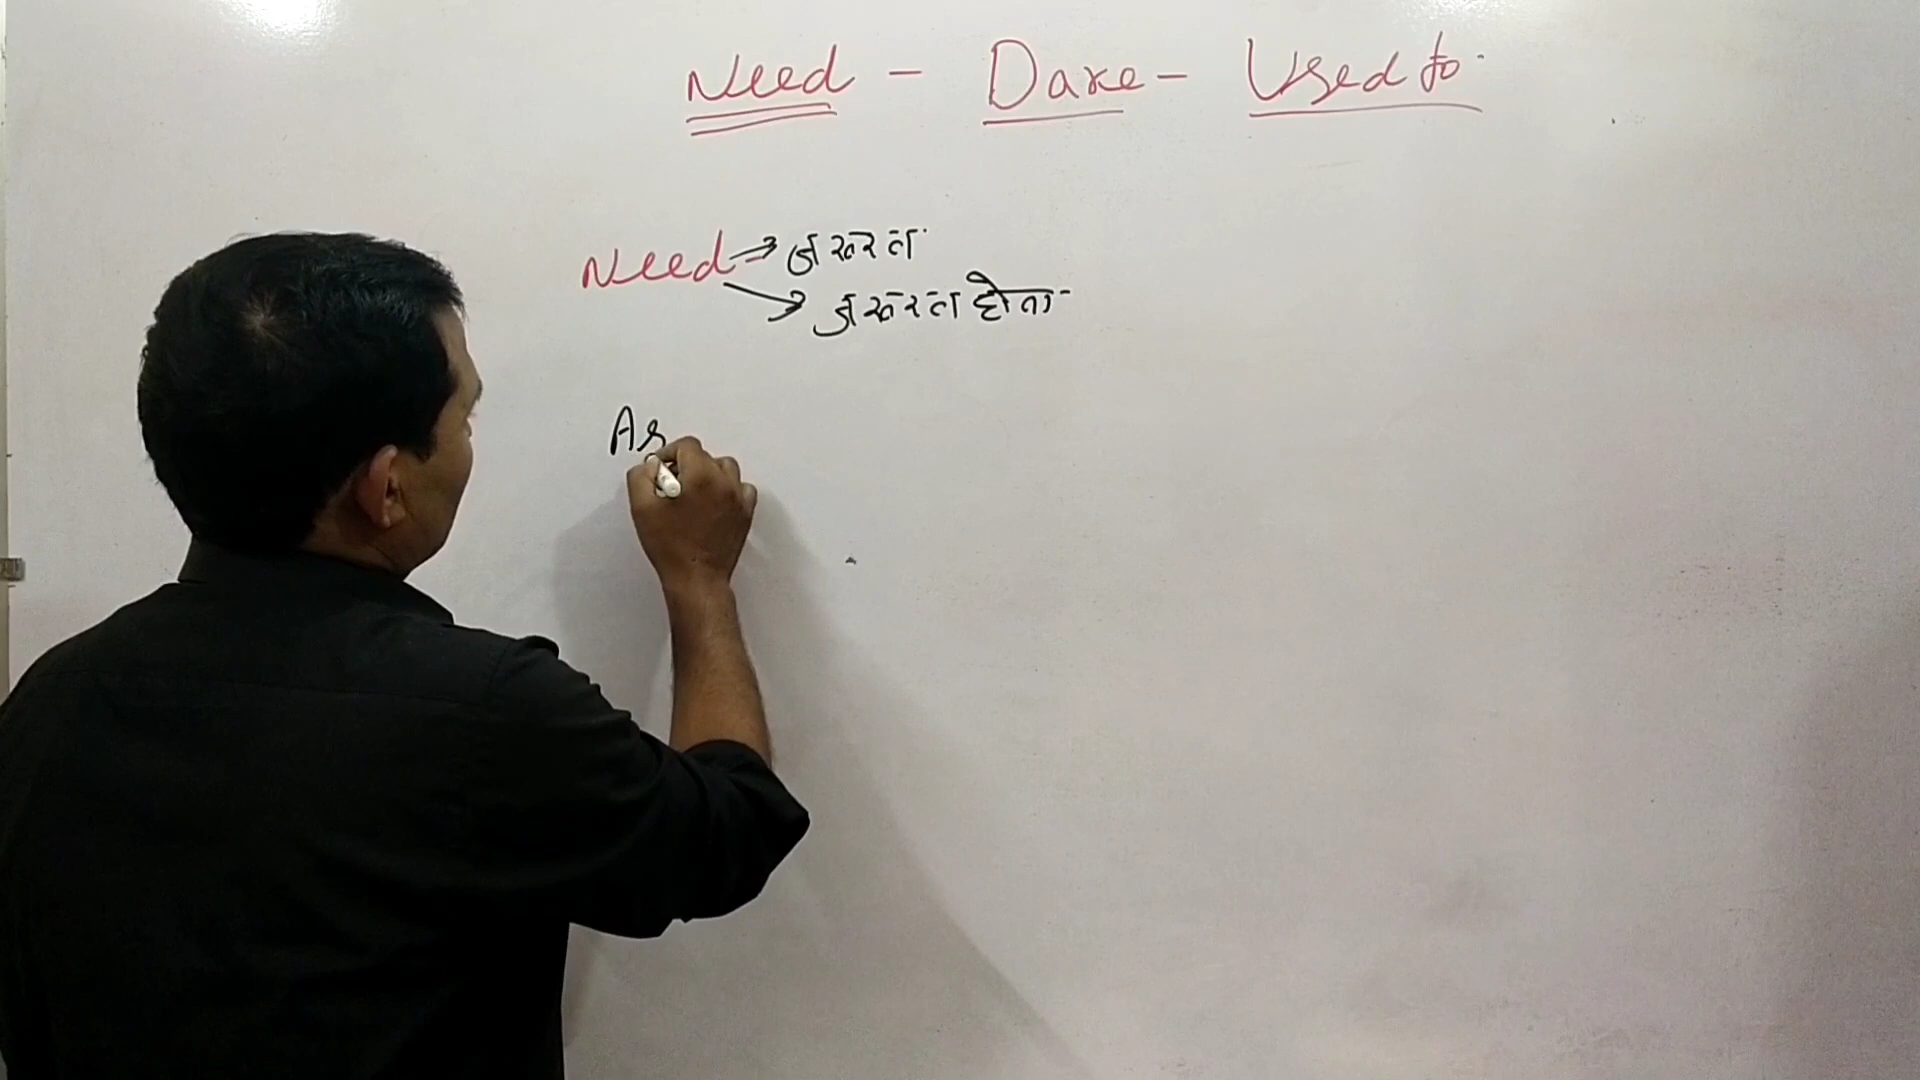 Need - Dare - Used to
Need → जरूरत
→ जरूरत होना
As